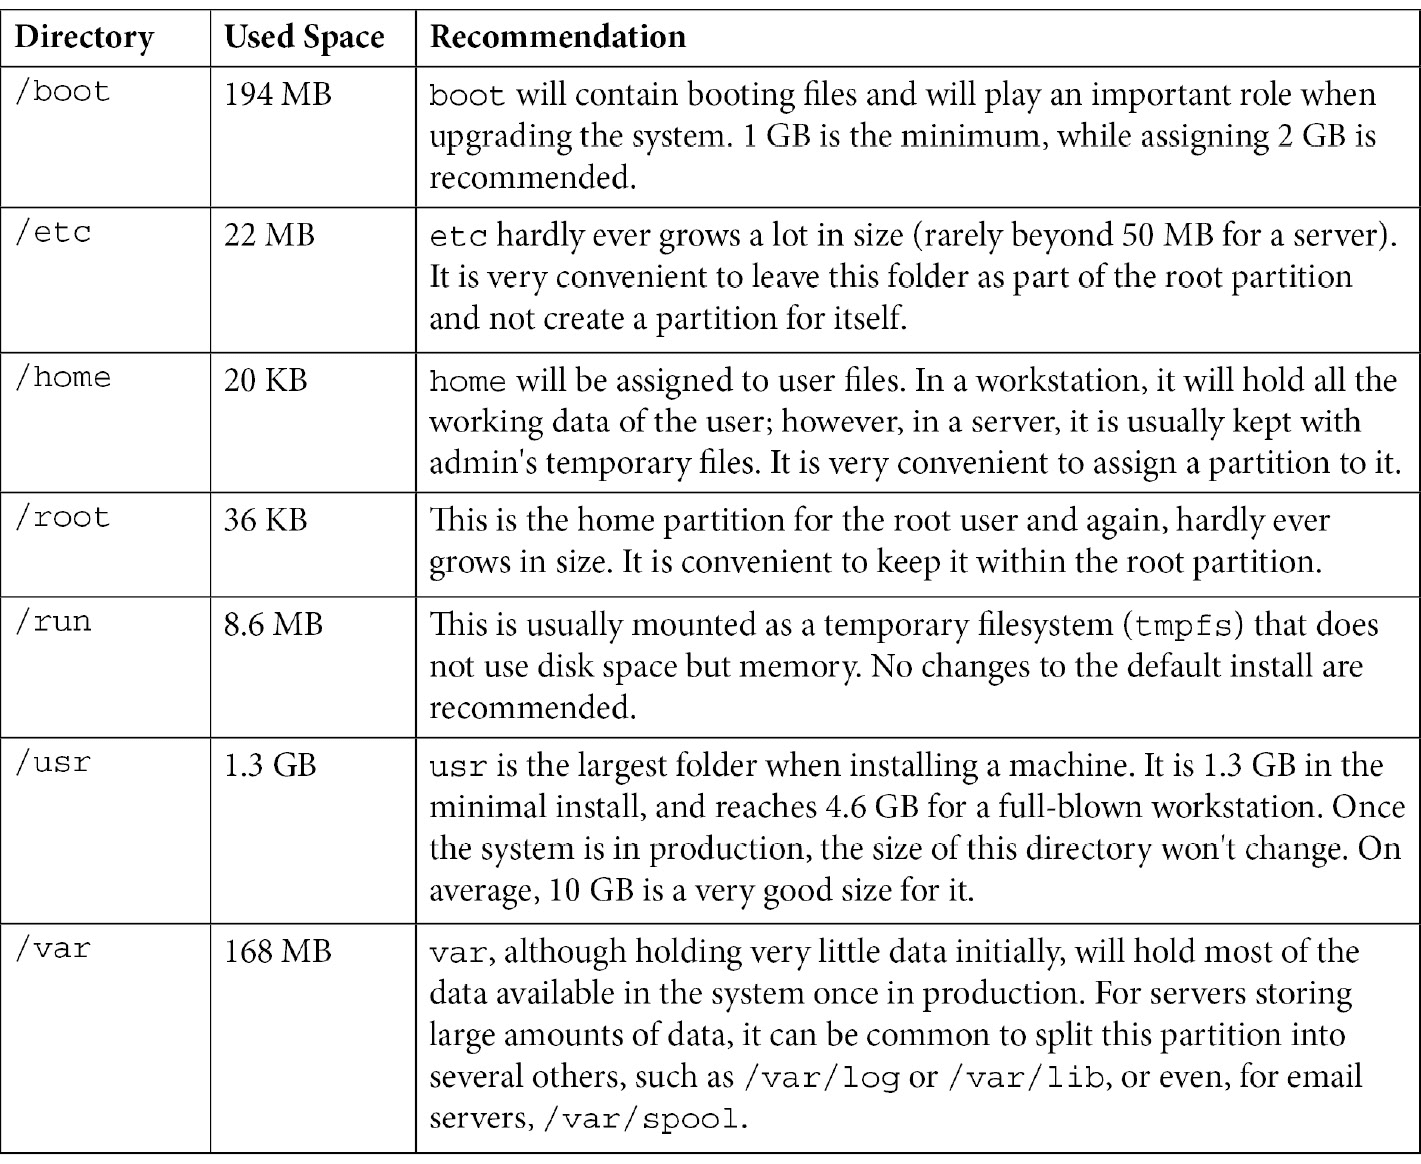 Directory Used Space Recommendation
/boot 194 MB boot will contain booting files and will play an important role when
upgrading the system. 1 GB is the minimum, while assigning 2 GB is
recommended.
/etc 22 MB etc hardly ever grows a lot in size (rarely beyond 50 MB for a server).
It is very convenient to leave this folder as part of the root partition
and not create a partition for itself.
/home 20 KB home will be assigned to user files. In a workstation, it will hold all the
working data of the user; however, in a server, it is usually kept with
admin's temporary files. It is very convenient to assign a partition to it.
/root 36 KB This is the home partition for the root user and again, hardly ever
grows in size. It is convenient to keep it within the root partition.
/run 8.6 MB This is usually mounted as a temporary filesystem (tmpfs) that does
not use disk space but memory. No changes to the default install are
recommended.
/usr 1.3 GB usr is the largest folder when installing a machine. It is 1.3 GB in the
minimal install, and reaches 4.6 GB for a full-blown workstation. Once
the system is in production, the size of this directory won't change. On
average, 10 GB is a very good size for it.
/var 168 MB var, although holding very little data initially, will hold most of the
data available in the system once in production. For servers storing
large amounts of data, it can be common to split this partition into
several others, such as /var/log or /var/lib, or even, for email
servers, /var/spool.